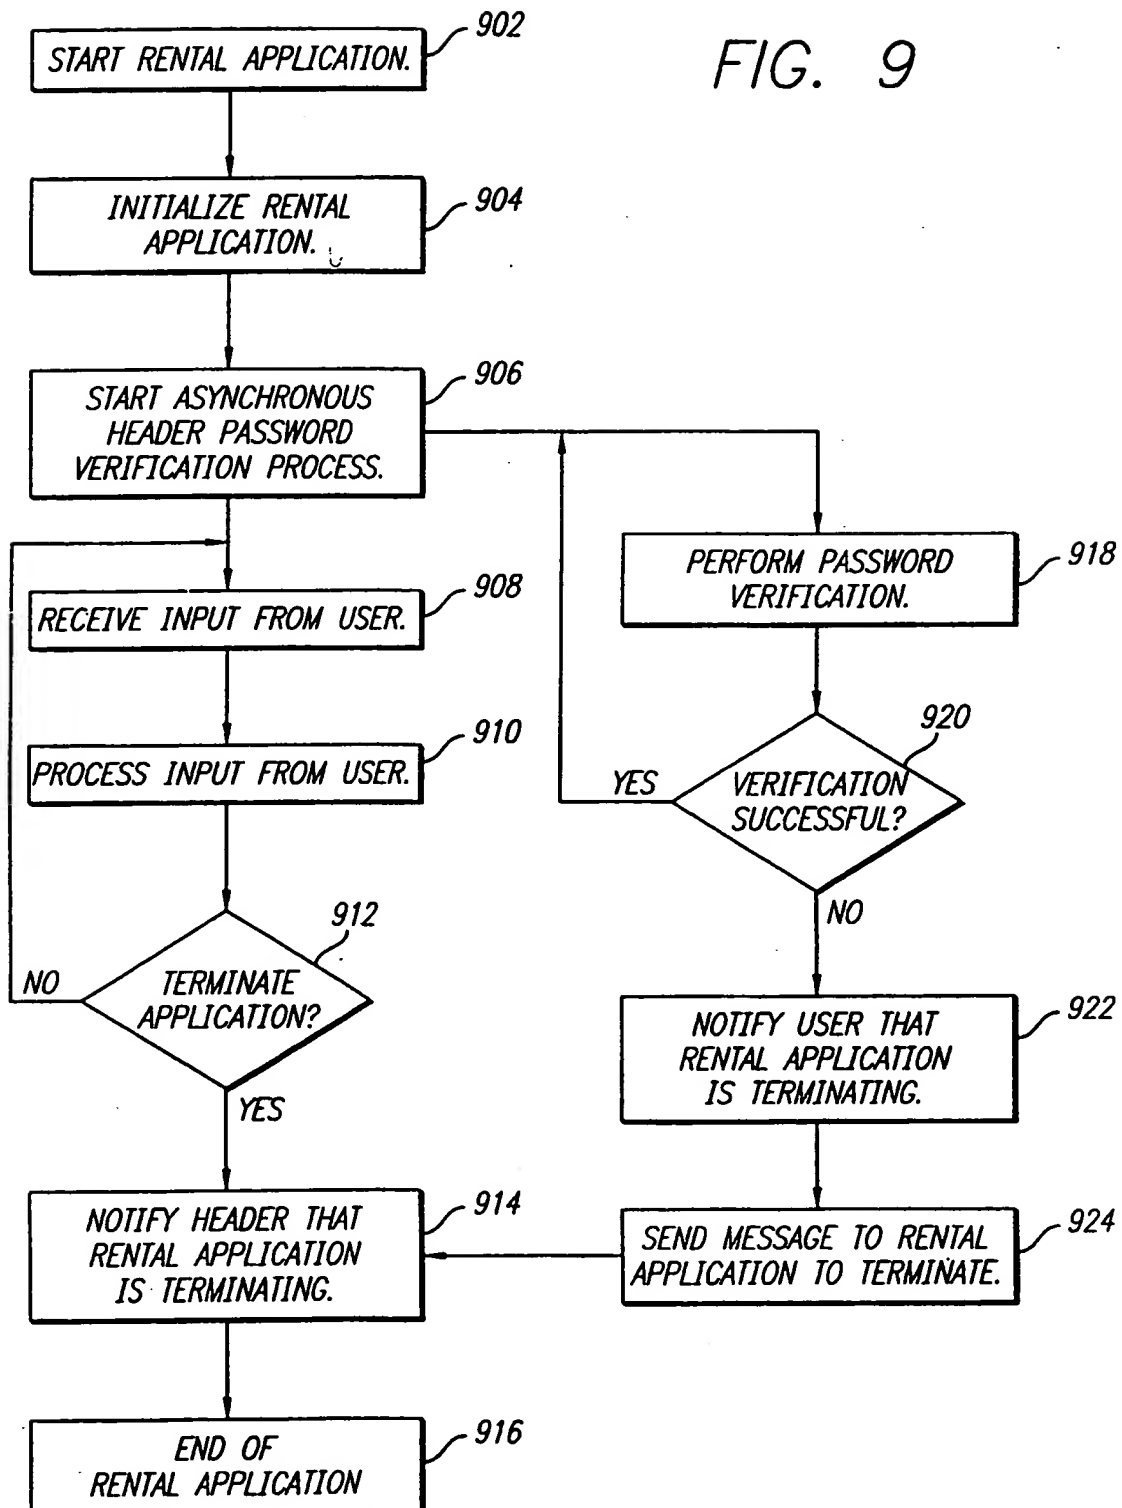 FIG. 9
902
START RENTAL APPLICATION.
904
INITIALIZE RENTAL
APPLICATION.
906
START ASYNCHRONOUS
HEADER PASSWORD
VERIFICATION PROCESS.
908
RECEIVE INPUT FROM USER.
910
PROCESS INPUT FROM USER.
912
TERMINATE
APPLICATION?
NO
YES
914
NOTIFY HEADER THAT
RENTAL APPLICATION
IS TERMINATING.
916
END OF
RENTAL APPLICATION
918
PERFORM PASSWORD
VERIFICATION.
920
VERIFICATION
SUCCESSFUL?
YES
NO
922
NOTIFY USER THAT
RENTAL APPLICATION
IS TERMINATING.
924
SEND MESSAGE TO RENTAL
APPLICATION TO TERMINATE.